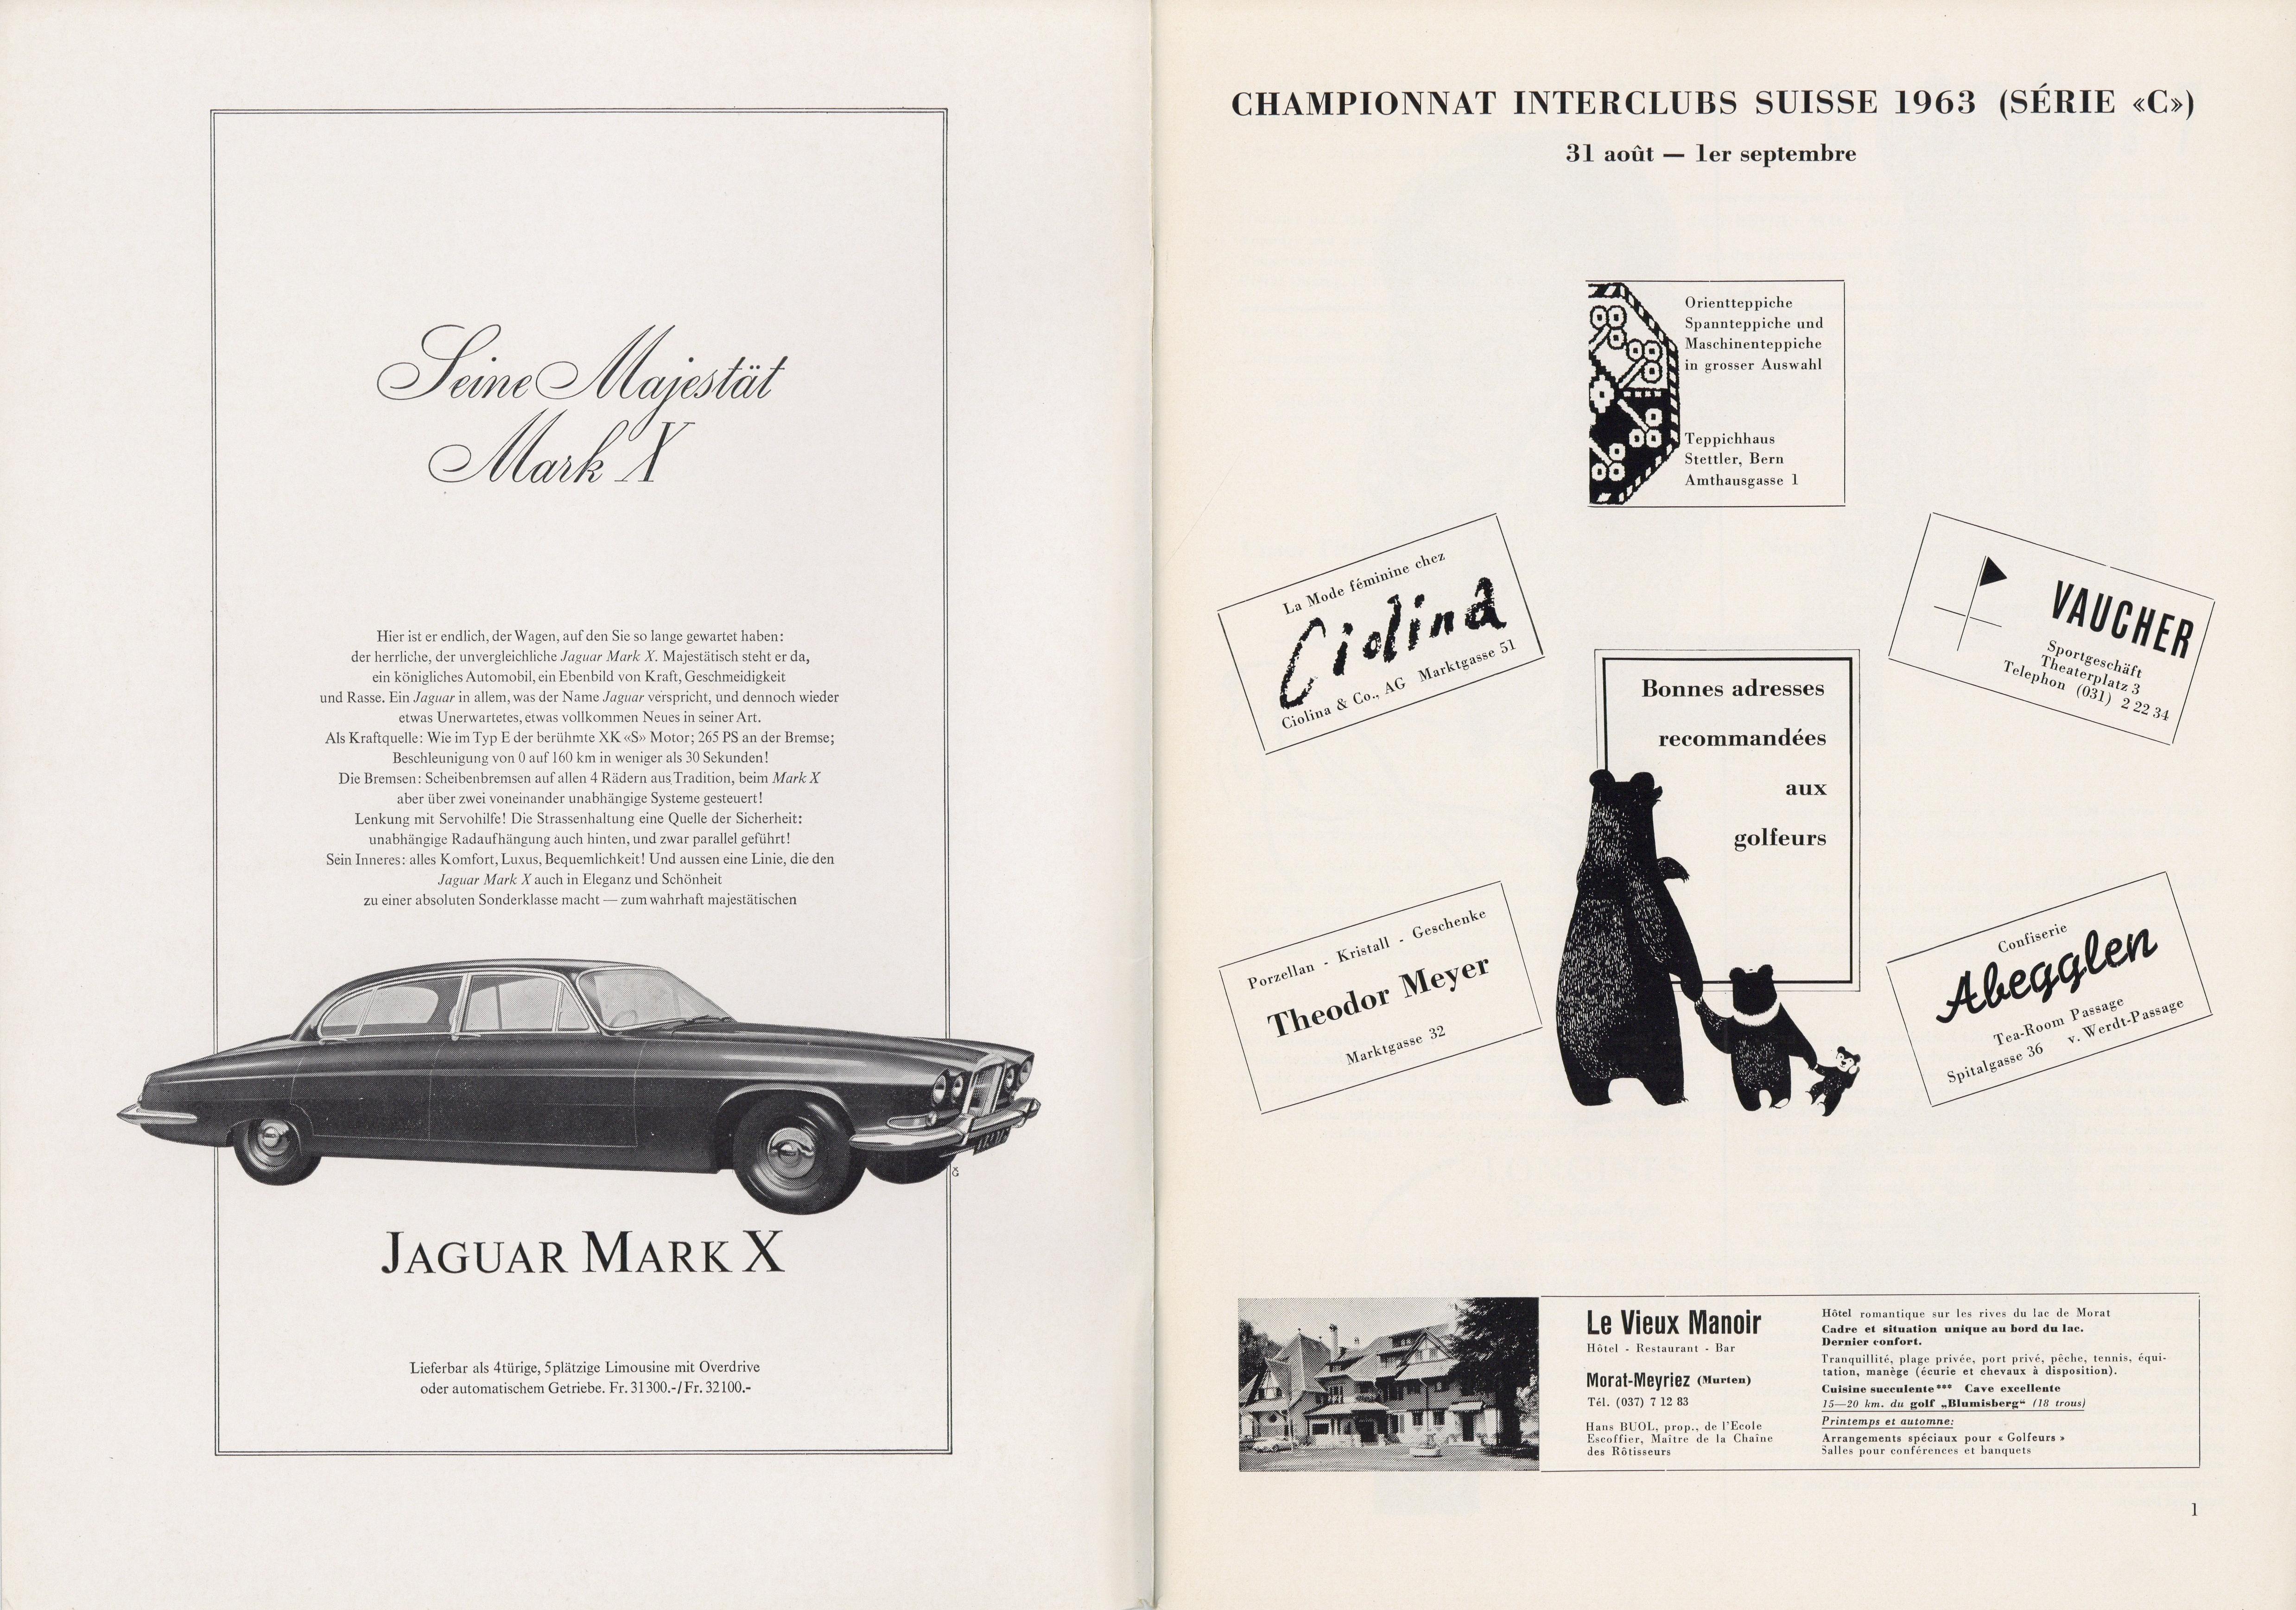 Seine Majestät
Mark X
Hier ist er endlich, der Wagen, auf den Sie so lange gewartet haben:
der herrliche, der unvergleichliche Jaguar Mark X. Majestätisch steht er da,
ein königliches Automobil, ein Ebenbild von Kraft, Geschmeidigkeit
und Rasse. Ein Jaguar in allem, was der Name Jaguar verspricht, und dennoch wieder
etwas Unerwartetes, etwas vollkommen Neues in seiner Art.
Als Kraftquelle: Wie im Typ E der berühmte XK «S» Motor; 265 PS an der Bremse;
Beschleunigung von 0 auf 160 km in weniger als 30 Sekunden!
Die Bremsen: Scheibenbremsen auf allen 4 Rädern aus Tradition, beim Mark X
aber über zwei voneinander unabhängige Systeme gesteuert!
Lenkung mit Servohilfe! Die Strassenhaltung eine Quelle der Sicherheit:
unabhängige Radaufhängung auch hinten, und zwar parallel geführt!
Sein Inneres: alles Komfort, Luxus, Bequemlichkeit! Und aussen eine Linie, die den
Jaguar Mark X auch in Eleganz und Schönheit
zu einer absoluten Sonderklasse macht — zum wahrhaft majestätischen
JAGUAR MARK X
Lieferbar als 4türige, 5plätzige Limousine mit Overdrive
oder automatischem Getriebe. Fr. 31300.-/Fr. 32100.-
CHAMPIONNAT INTERCLUBS SUISSE 1963 (SÉRIE «C»)
31 août — 1er septembre
Orientteppiche
Spannteppiche und
Maschinenteppiche
in grosser Auswahl
Teppichhaus
Stettler, Bern
Amthausgasse 1
La Mode féminine chez
Ciolina
Ciolina & Co., AG Marktgasse 51
VAUCHER
Sportgeschäft
Theaterplatz 3
Telephon (031) 2 22 34
Bonnes adresses
recommandées
aux
golfeurs
Porzellan - Kristall - Geschenke
Theodor Meyer
Marktgasse 32
Confiserie
Abegglen
Tea-Room Passage
Spitalgasse 36 v. Werdt-Passage
Le Vieux Manoir
Hôtel - Restaurant - Bar
Morat-Meyriez (Murten)
Tél. (037) 7 12 83
Hans BUOL, prop., de l'Ecole
Escoffier, Maître de la Chaîne
des Rôtisseurs
Hôtel romantique sur les rives du lac de Morat
Cadre et situation unique au bord du lac.
Dernier confort.
Tranquillité, plage privée, port privé, pêche, tennis, équi-
tation, manège (écurie et chevaux à disposition).
Cuisine succulente*** Cave excellente
15—20 km. du golf „Blumisberg“ (18 trous)
Printemps et automne:
Arrangements spéciaux pour « Golfeurs »
Salles pour conférences et banquets
1